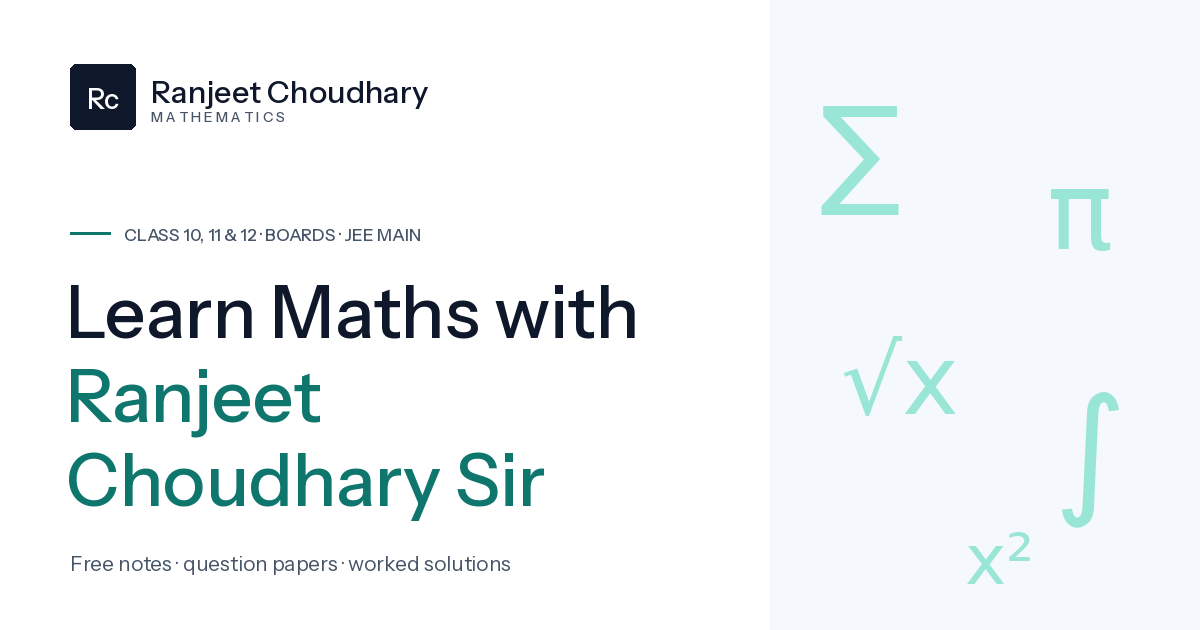 Rc
Ranjeet Choudhary
MATHEMATICS
CLASS 10, 11 & 12 · BOARDS · JEE MAIN
Learn Maths with
Ranjeet
Choudhary Sir
Free notes · question papers · worked solutions
Σ
π
√x
∫
x²